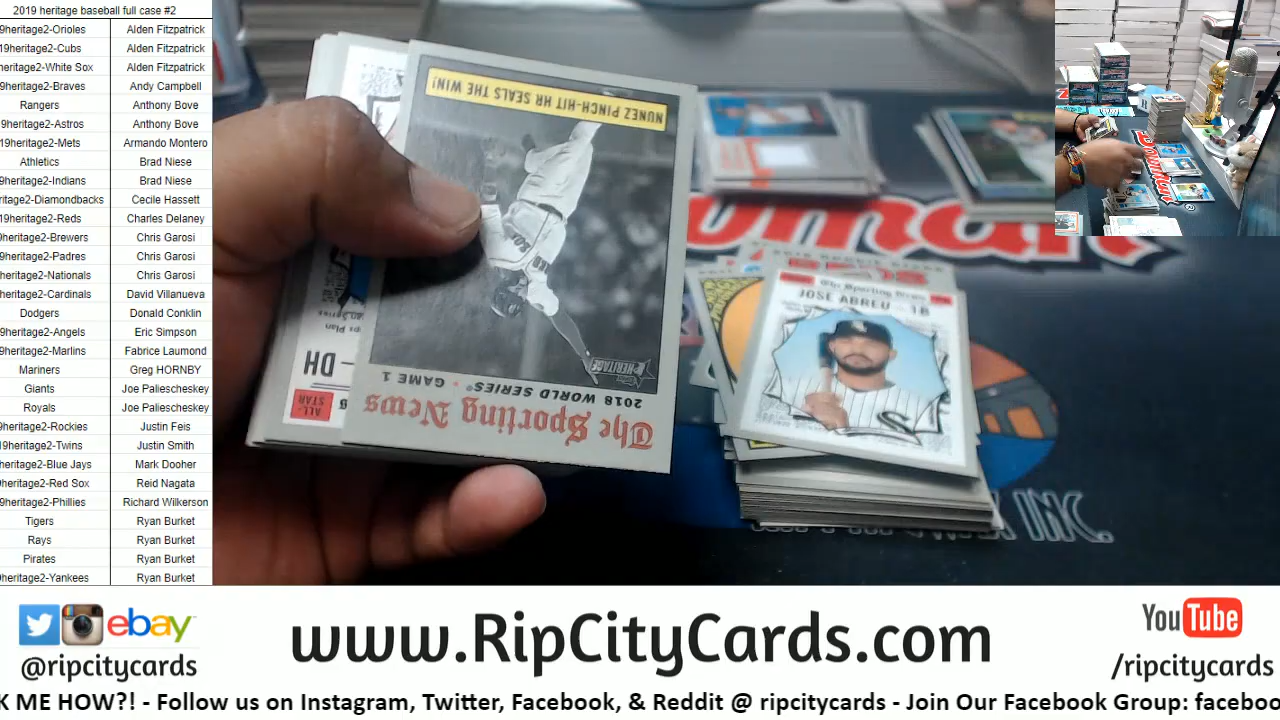 2019 heritage baseball full case #2
9heritage2-Orioles Alden Fitzpatrick
19heritage2-Cubs Alden Fitzpatrick
heritage2-White Sox Alden Fitzpatrick
9heritage2-Braves Andy Campbell
Rangers Anthony Bove
9heritage2-Astros Anthony Bove
19heritage2-Mets Armando Montero
Athletics Brad Niese
9heritage2-Indians Brad Niese
ritage2-Diamondbacks Cecile Hassett
19heritage2-Reds Charles Delaney
9heritage2-Brewers Chris Garosi
9heritage2-Padres Chris Garosi
heritage2-Nationals Chris Garosi
heritage2-Cardinals David Villanueva
Dodgers Donald Conklin
9heritage2-Angels Eric Simpson
9heritage2-Marlins Fabrice Laumond
Mariners Greg HORNBY
Giants Joe Paliescheskey
Royals Joe Paliescheskey
9heritage2-Rockies Justin Feis
19heritage2-Twins Justin Smith
heritage2-Blue Jays Mark Dooher
heritage2-Red Sox Reid Nagata
9heritage2-Phillies Richard Wilkerson
Tigers Ryan Burket
Rays Ryan Burket
Pirates Ryan Burket
9heritage2-Yankees Ryan Burket
NUNEZ PINCH-HIT HR SEALS THE WIN!
HERITAGE
2018 WORLD SERIES • GAME 1
The Sporting News
DH
ALL-STAR
The Sporting News
JOSE ABREU - 1B
INC.
ebay
@ripcitycards
www.RipCityCards.com
YouTube
/ripcitycards
K ME HOW?! - Follow us on Instagram, Twitter, Facebook, & Reddit @ ripcitycards - Join Our Facebook Group: faceboo